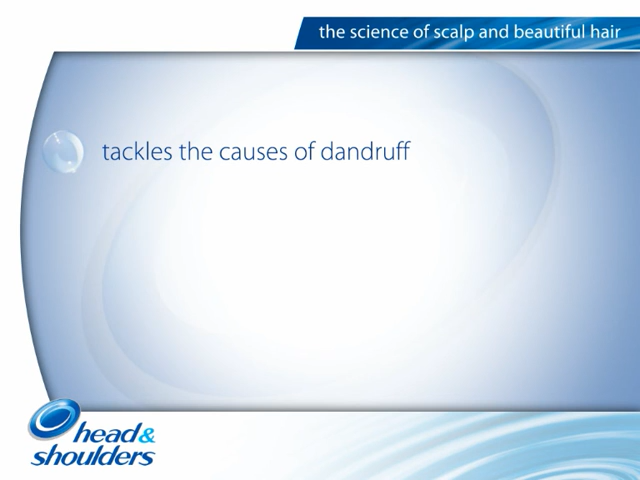 the science of scalp and beautiful hair
tackles the causes of dandruff
head&
shoulders